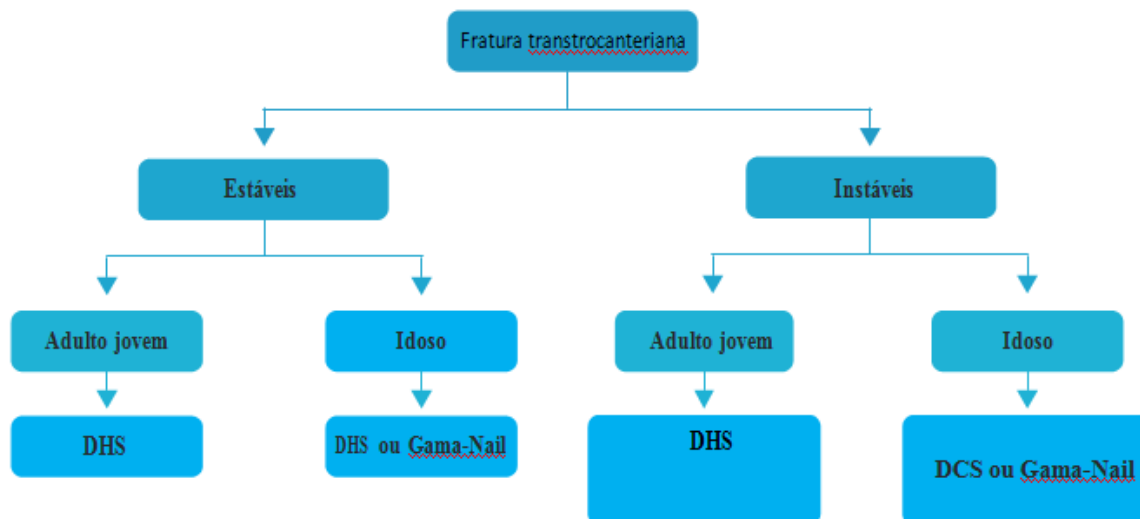 Fratura transtrocanteriana
Estáveis
Instáveis
Adulto jovem
Idoso
Adulto jovem
Idoso
DHS
DHS ou Gama-Nail
DHS
DCS ou Gama-Nail